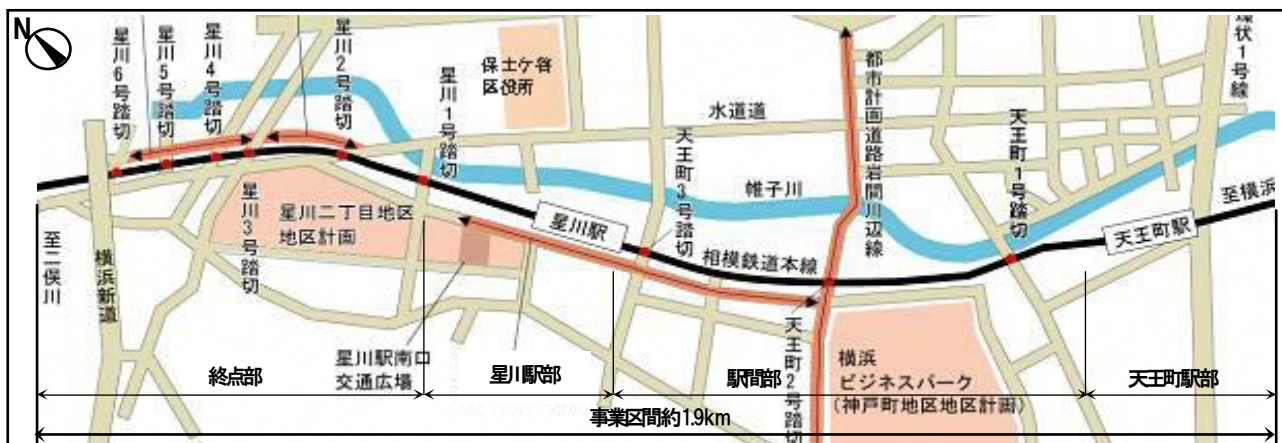 N
星川6号踏切
星川5号踏切
星川4号踏切
星川2号踏切
星川1号踏切
保土ケ谷
区役所
水道道
都市計画道路岩間川辺線
天王町1号踏切
環状1号線
天王町3号踏切
帷子川
至横浜
星川駅
相模鉄道本線
天王町駅
星川二丁目地区
地区計画
星川3号踏切
至二俣川
横浜新道
星川駅南口
交通広場
天王町2号踏切
横浜
ビジネスパーク
(神戸町地区地区計画)
終点部
星川駅部
駅間部
天王町駅部
事業区間約1.9km